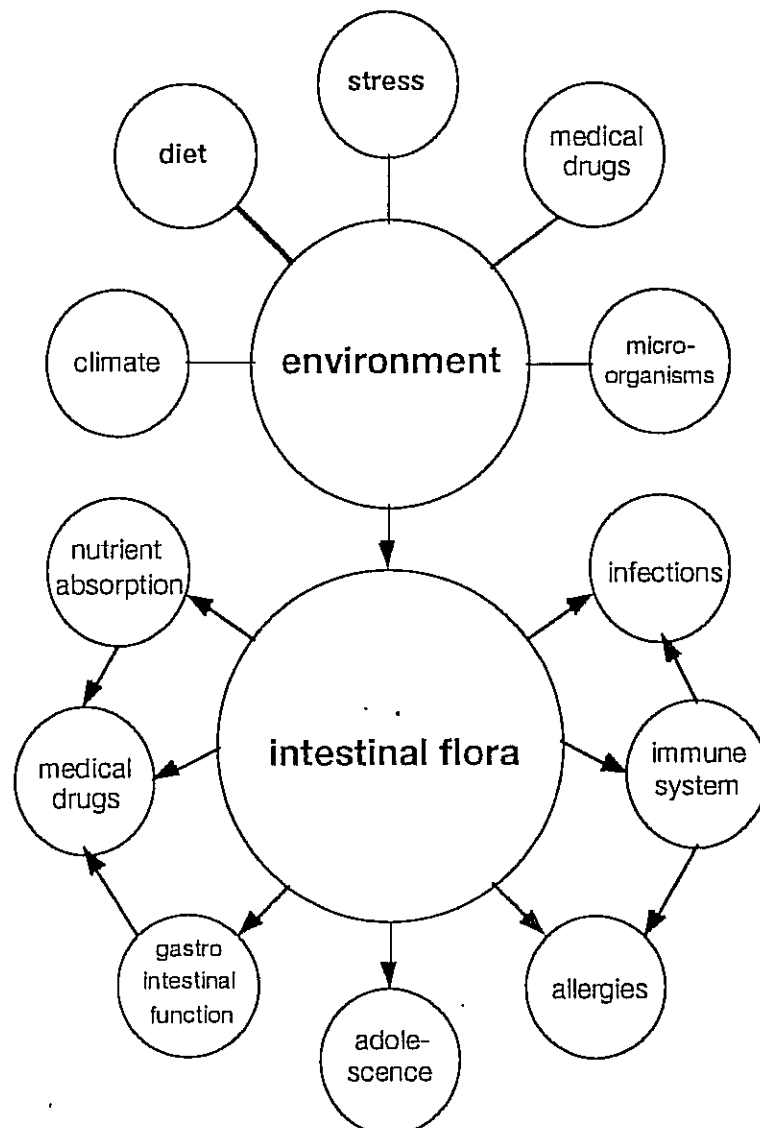 stress
diet
medical
drugs
climate
environment
micro-
organisms
nutrient
absorption
infections
medical
drugs
intestinal flora
immune
system
gastro
intestinal
function
adole-
scence
allergies